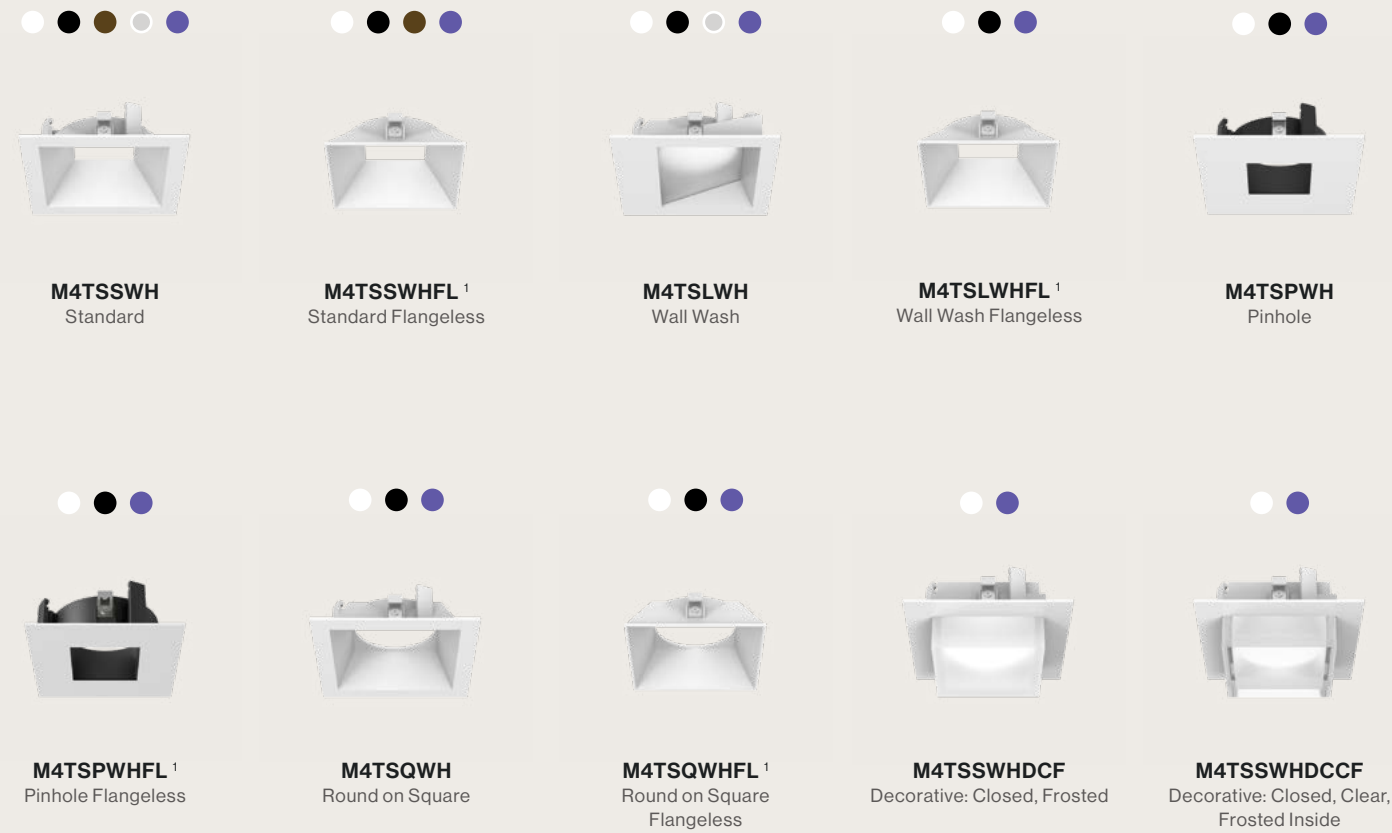 M4TSSWH
Standard
M4TSSWHFL 1
Standard Flangeless
M4TSLWH
Wall Wash
M4TSLWHFL 1
Wall Wash Flangeless
M4TSPWH
Pinhole
M4TSPWHFL 1
Pinhole Flangeless
M4TSQWH
Round on Square
M4TSQWHFL 1
Round on Square
Flangeless
M4TSSWHDCF
Decorative: Closed, Frosted
M4TSSWHDCCF
Decorative: Closed, Clear,
Frosted Inside